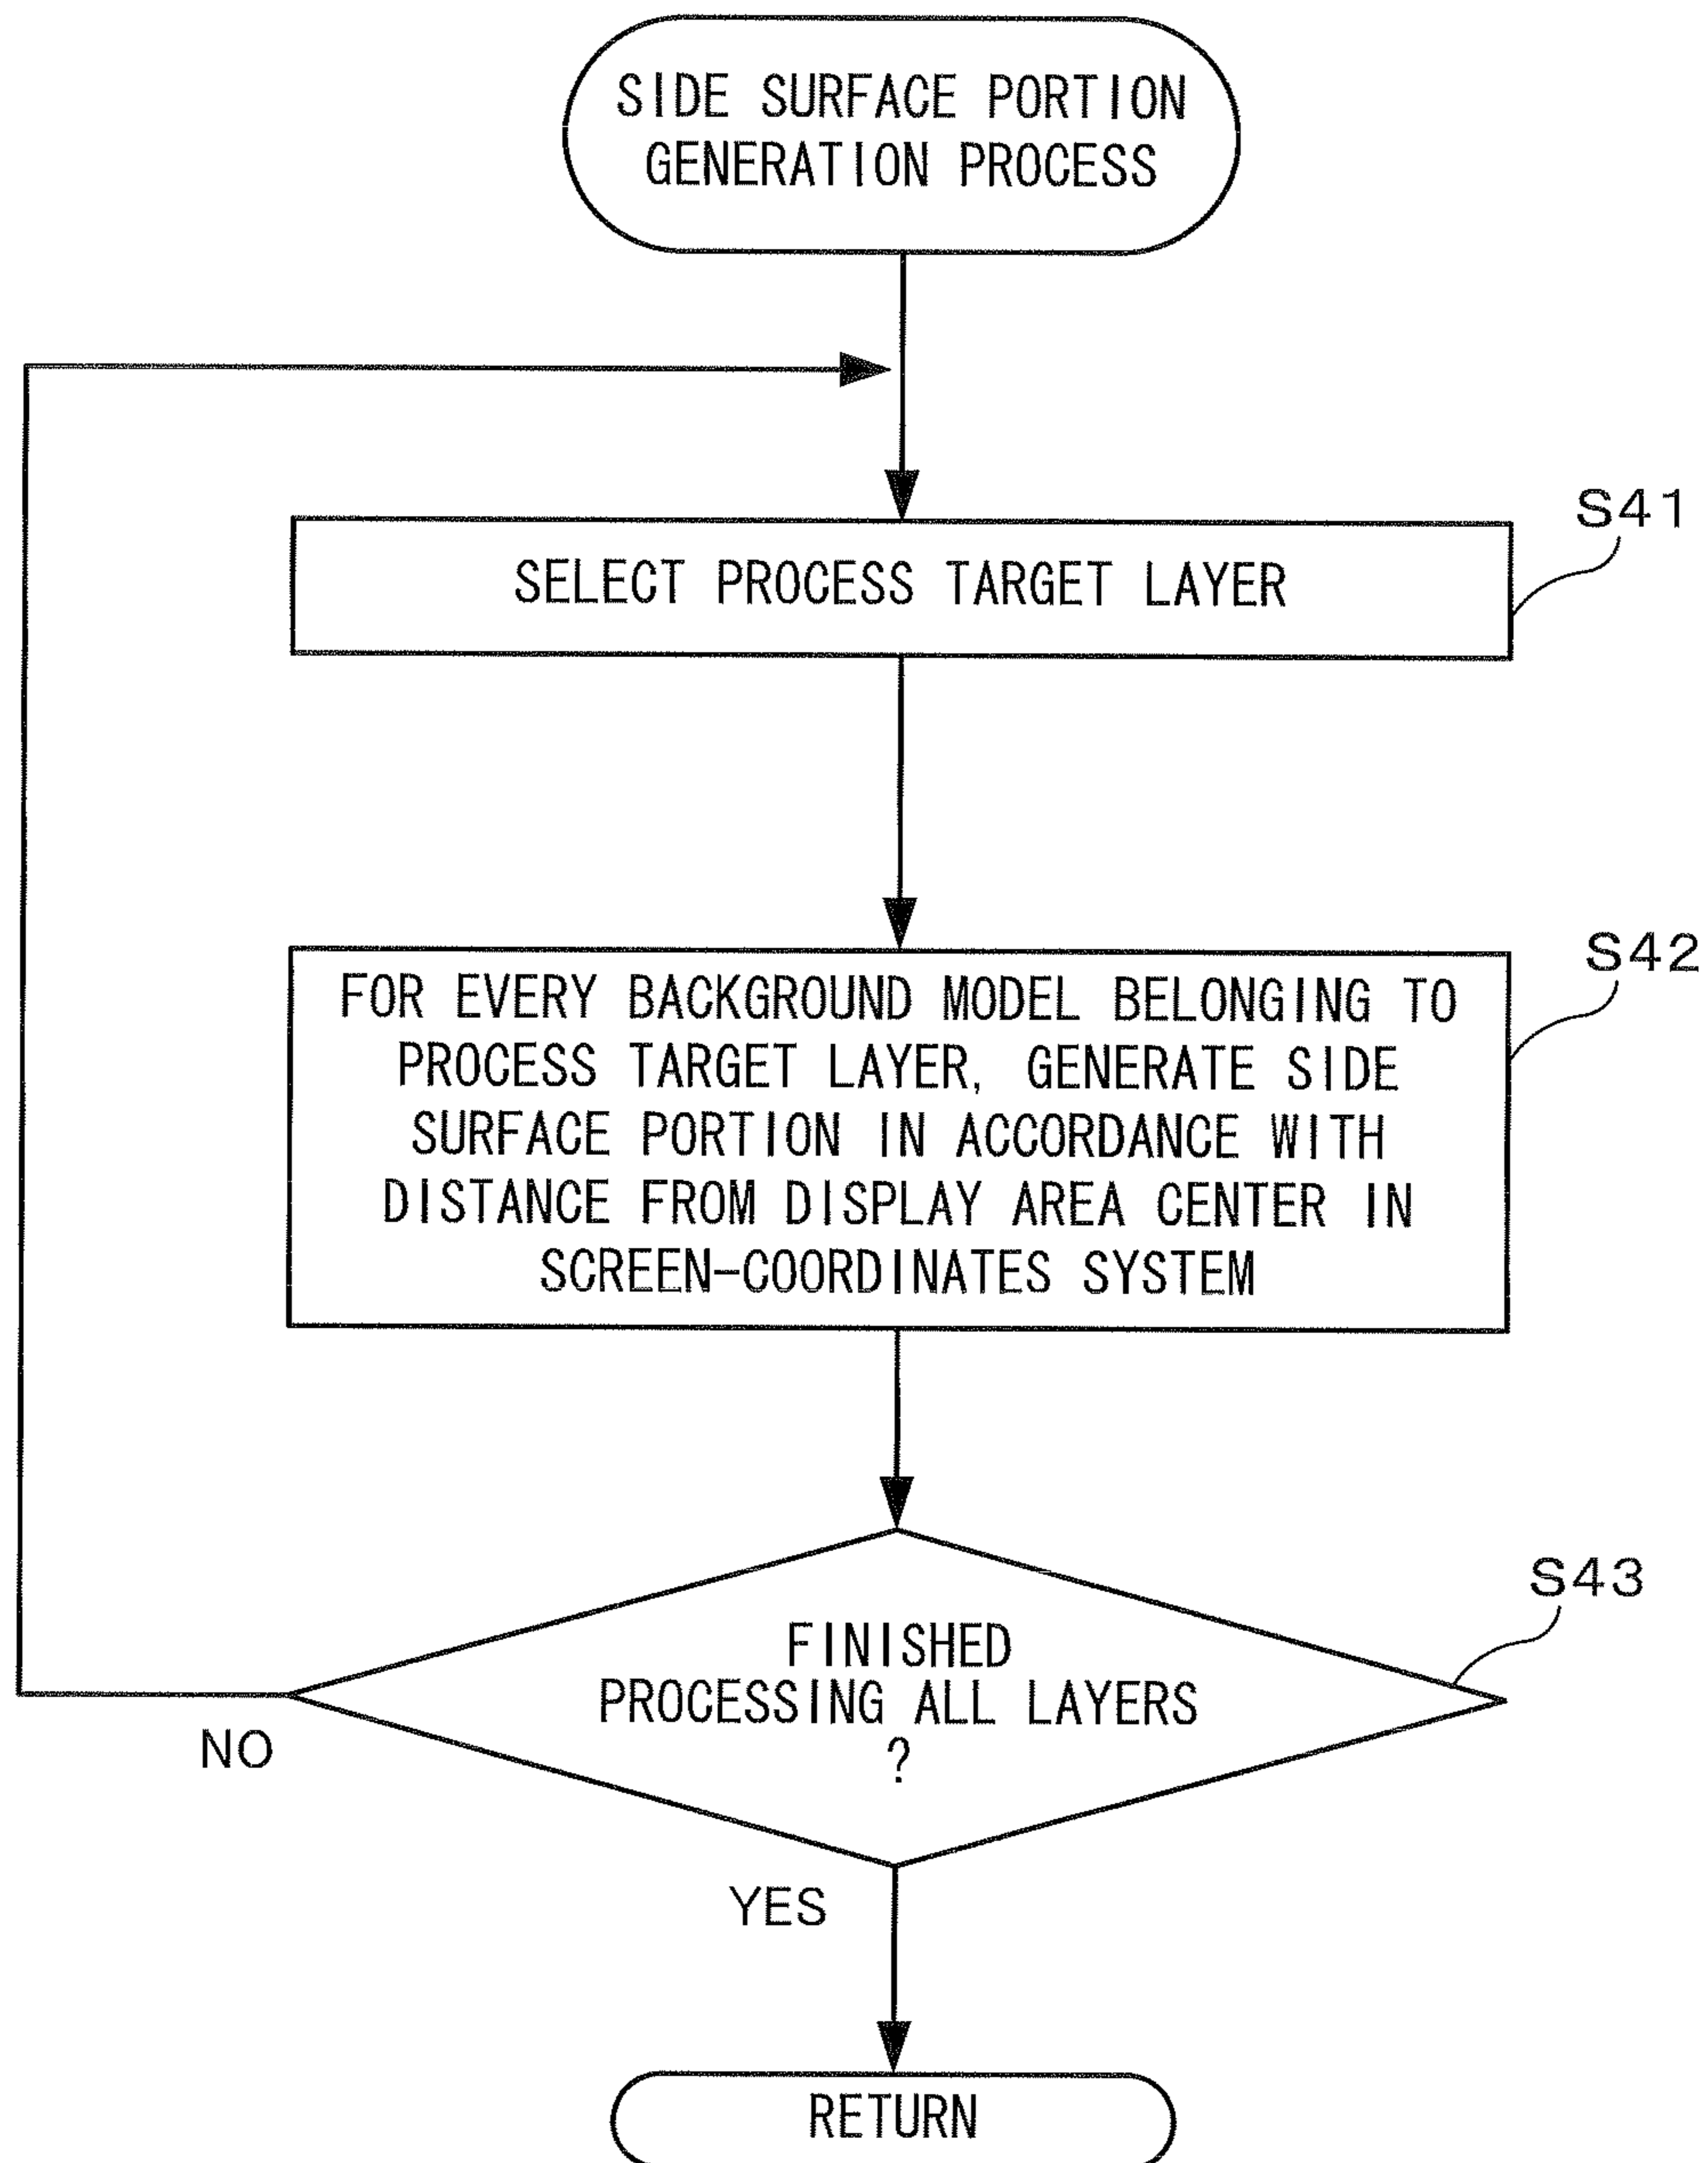 SIDE SURFACE PORTION
GENERATION PROCESS
S41
SELECT PROCESS TARGET LAYER
S42
FOR EVERY BACKGROUND MODEL BELONGING TO
PROCESS TARGET LAYER, GENERATE SIDE
SURFACE PORTION IN ACCORDANCE WITH
DISTANCE FROM DISPLAY AREA CENTER IN
SCREEN-COORDINATES SYSTEM
S43
FINISHED
PROCESSING ALL LAYERS
?
NO
YES
RETURN